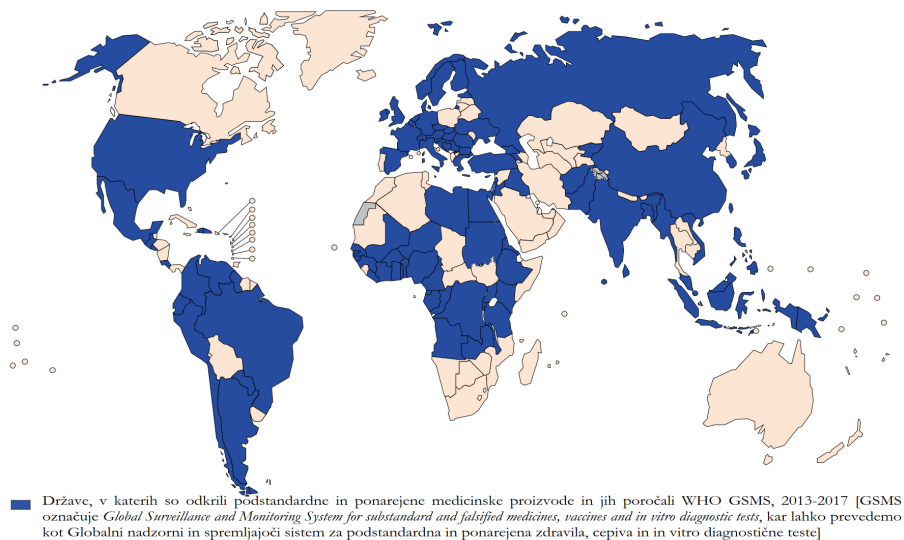 Države, v katerih so odkrili podstandardne in ponarejene medicinske proizvode in jih poročali WHO GSMS, 2013-2017 [GSMS
označuje Global Surveillance and Monitoring System for substandard and falsified medicines, vaccines and in vitro diagnostic tests, kar lahko prevedemo
kot Globalni nadzorni in spremljajoči sistem za podstandardna in ponarejena zdravila, cepiva in in vitro diagnostične teste]